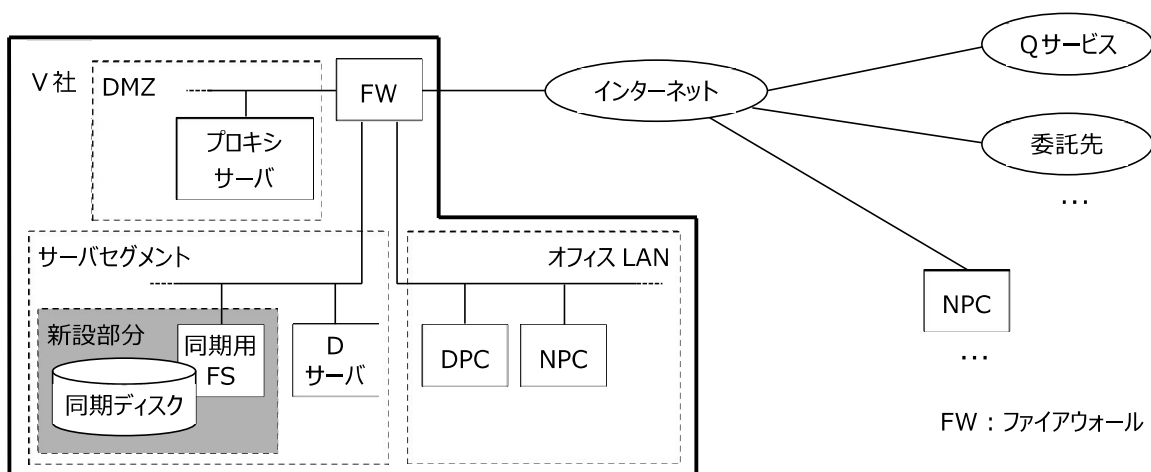 V社
DMZ
FW
プロキシ
サーバ
インターネット
Qサービス
委託先
…
サーバセグメント
オフィス LAN
新設部分
同期用
FS
同期ディスク
D
サーバ
DPC
NPC
NPC
…
FW：ファイアウォール